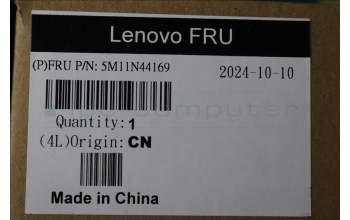 Lenovo FRU
(P)FRU P/N: 5M11N44169
2024-10-10
Quantity: 1
(4L)Origin: CN
Made in China